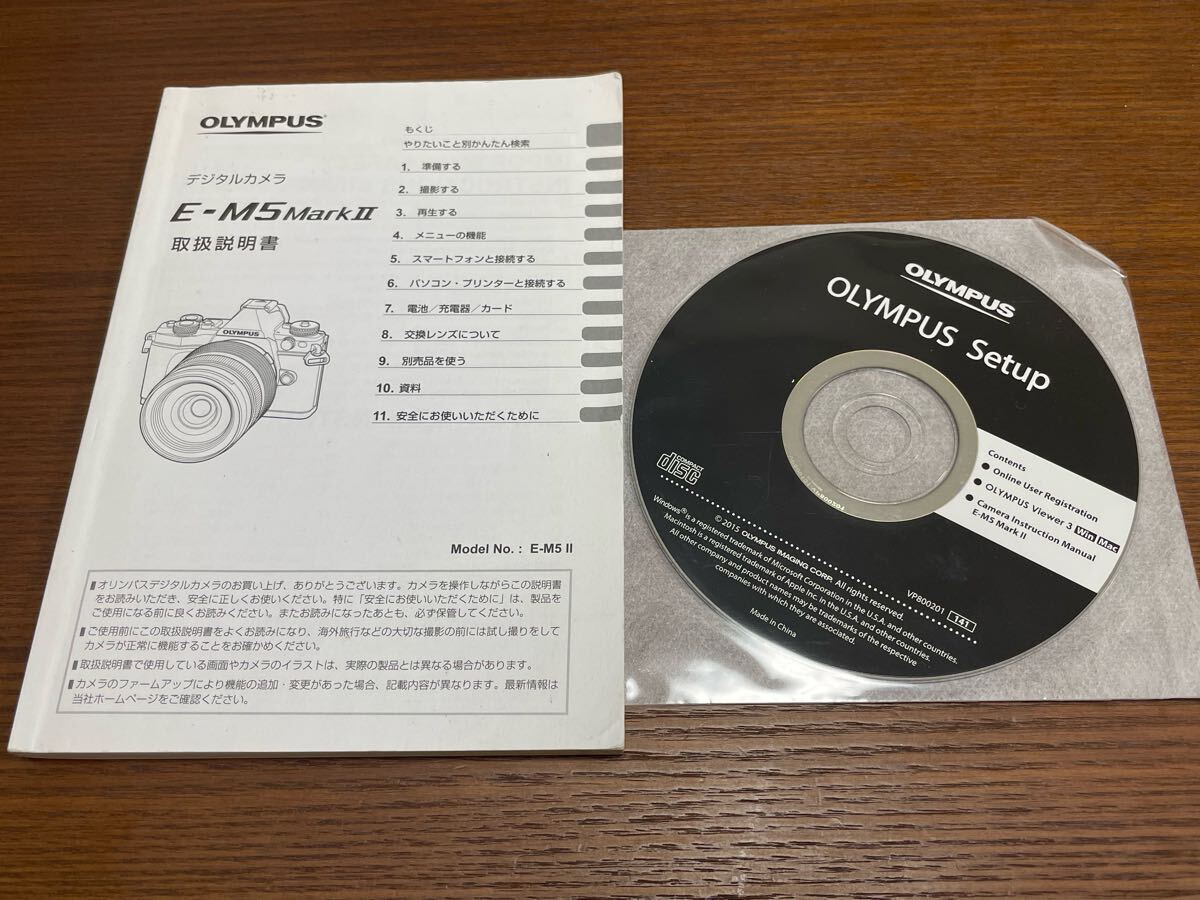 OLYMPUS
デジタルカメラ
E-M5 Mark II
取扱説明書
OLYMPUS
もくじ
やりたいこと別かんたん検索
1. 準備する
2. 撮影する
3. 再生する
4. メニューの機能
5. スマートフォンと接続する
6. パソコン・プリンターと接続する
7. 電池／充電器／カード
8. 交換レンズについて
9. 別売品を使う
10. 資料
11. 安全にお使いいただくために
Model No. : E-M5 II
オリンパスデジタルカメラのお買い上げ、ありがとうございます。カメラを操作しながらこの説明書
をお読みいただき、安全に正しくお使いください。特に「安全にお使いいただくために」は、製品を
ご使用になる前に良くお読みください。またお読みになったあとも、必ず保管してください。
ご使用前にこの取扱説明書をよくお読みになり、海外旅行などの大切な撮影の前には試し撮りをして
カメラが正常に機能することをお確かめください。
取扱説明書で使用している画面やカメラのイラストは、実際の製品とは異なる場合があります。
カメラのファームアップにより機能の追加・変更があった場合、記載内容が異なります。最新情報は
当社ホームページをご確認ください。
OLYMPUS
OLYMPUS Setup
COMPACT
disc
Contents
● Online User Registration
● OLYMPUS Viewer 3 Win Mac
● Camera Instruction Manual
E-M5 Mark II
© 2015 OLYMPUS IMAGING CORP. All rights reserved.
Windows® is a registered trademark of Microsoft Corporation in the U.S.A. and other countries.
Macintosh is a registered trademark of Apple Inc. in the U.S.A. and other countries.
All other company and product names may be trademarks of the respective
companies with which they are associated.
Made in China
VP800201 141